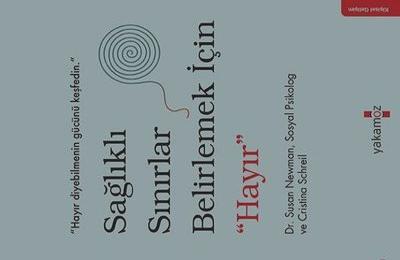 Kişisel Gelişim
"Hayır diyebilmenin gücünü keşfedin."
Sağlıklı
Sınırlar
Belirlemek İçin
"Hayır"
Dr. Susan Newman, Sosyal Psikolog
ve Cristina Schreil
yakamoz